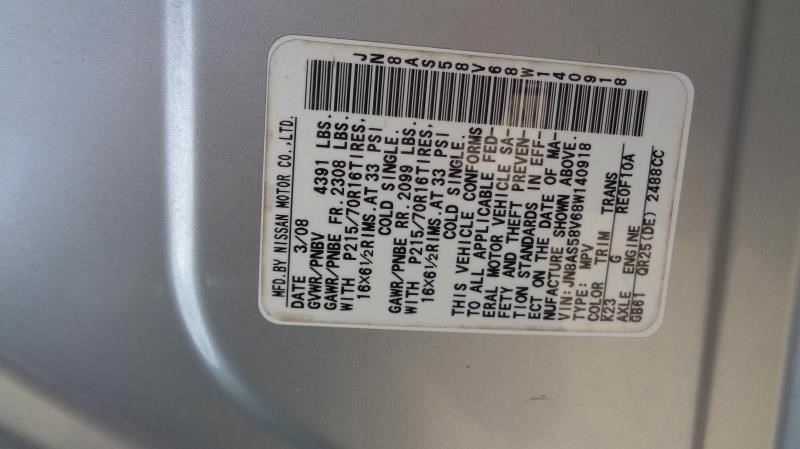 MFD.BY NISSAN MOTOR CO.,LTD.
DATE 3/08
GVWR/PNBV 4391 LBS.
GAWR/PNBE FR.2308 LBS.
WITH P215/70R16TIRES,
16X6½RIMS.AT 33 PSI
COLD SINGLE.
GAWR/PNBE RR.2099 LBS.
WITH P215/70R16TIRES,
16X6½RIMS.AT 33 PSI
COLD SINGLE.
THIS VEHICLE CONFORMS
TO ALL APPLICABLE FED-
ERAL MOTOR VEHICLE SA-
FETY AND THEFT PREVEN-
TION STANDARDS IN EFF-
ECT ON THE DATE OF MA-
NUFACTURE SHOWN ABOVE.
VIN:JN8AS58V68W140918
TYPE: MPV
COLOR TRIM TRANS
K23 G RE0F10A
AXLE ENGINE
GB61 QR25(DE) 2488CC
JN8AS58V68W140918